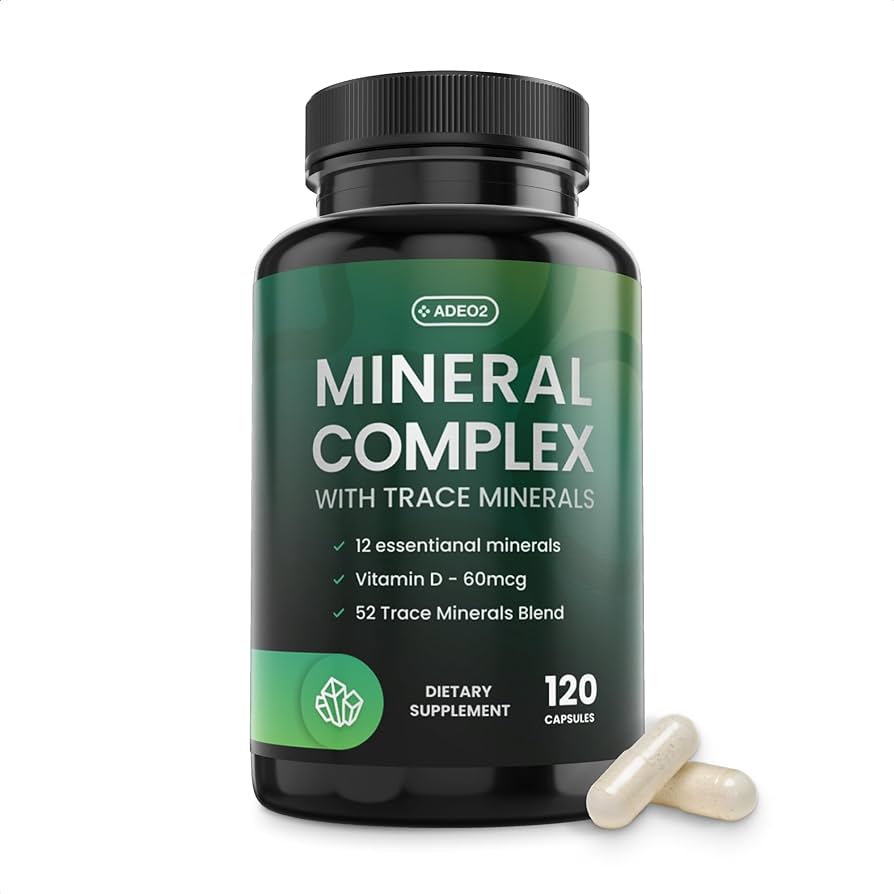 ADEO2
MINERAL
COMPLEX
WITH TRACE MINERALS
12 essentianal minerals
Vitamin D - 60mcg
52 Trace Minerals Blend
DIETARY
SUPPLEMENT
120
CAPSULES